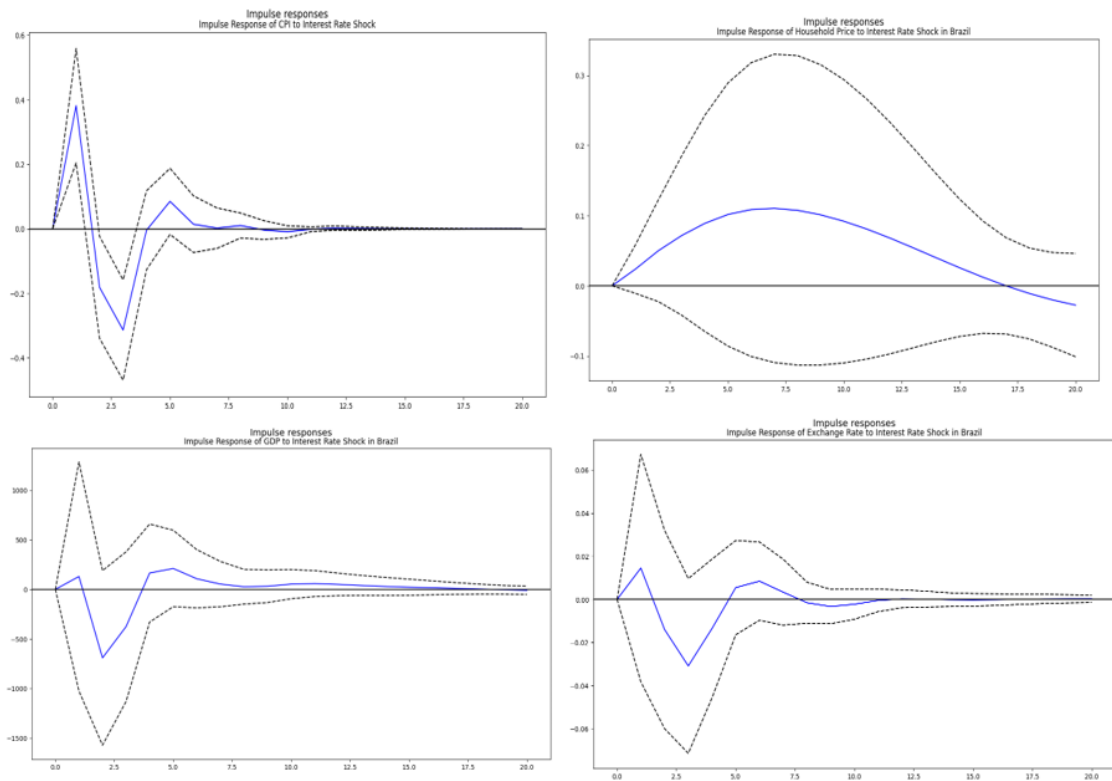 Impulse responses
Impulse Response of CPI to Interest Rate Shock
0.6
0.4
0.2
0.0
−0.2
−0.4
0.0 2.5 5.0 7.5 10.0 12.5 15.0 17.5 20.0
Impulse responses
Impulse Response of Household Price to Interest Rate Shock in Brazil
0.3
0.2
0.1
0.0
−0.1
0.0 2.5 5.0 7.5 10.0 12.5 15.0 17.5 20.0
Impulse responses
Impulse Response of GDP to Interest Rate Shock in Brazil
1000
500
0
−500
−1000
−1500
0.0 2.5 5.0 7.5 10.0 12.5 15.0 17.5 20.0
Impulse responses
Impulse Response of Exchange Rate to Interest Rate Shock in Brazil
0.06
0.04
0.02
0.00
−0.02
−0.04
−0.06
0.0 2.5 5.0 7.5 10.0 12.5 15.0 17.5 20.0